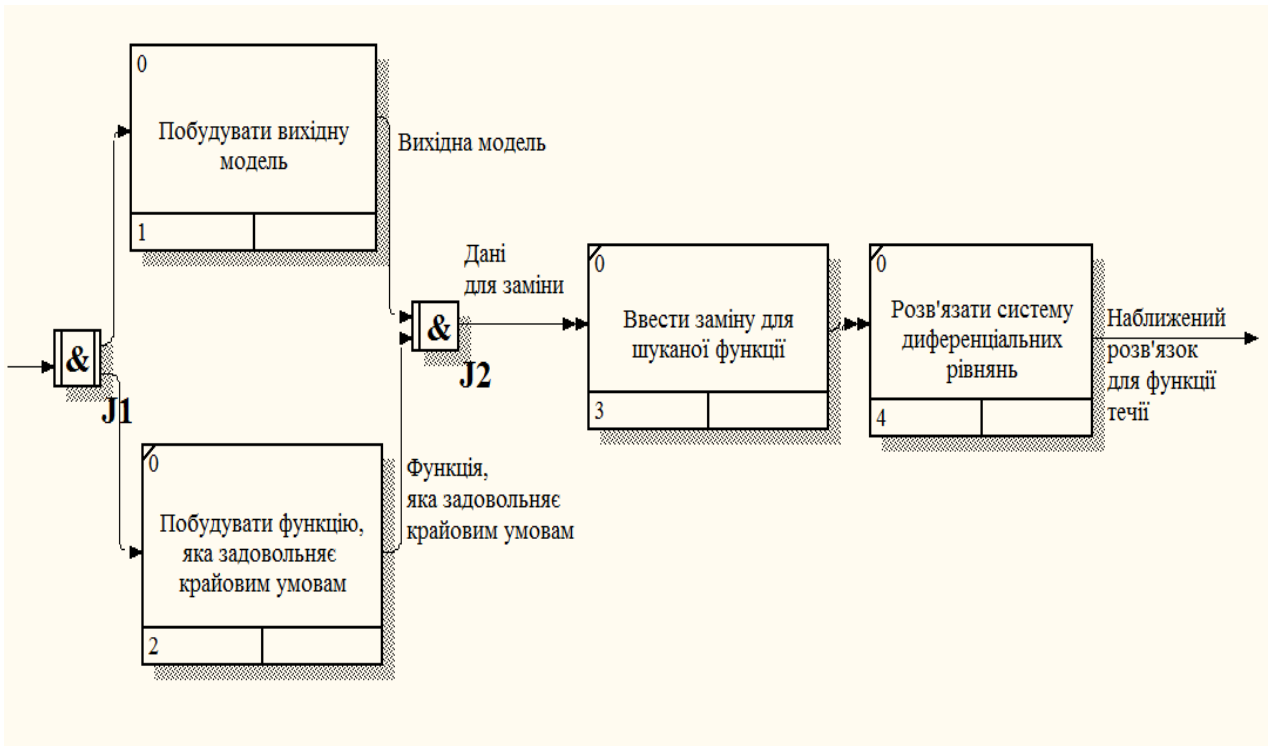 0
Побудувати вихідну
модель
1
Вихідна модель
&
J1
0
Побудувати функцію,
яка задовольняє
крайовим умовам
2
Функція,
яка задовольняє
крайовим умовам
&
J2
Дані
для заміни
0
Ввести заміну для
шуканої функції
3
0
Розв'язати систему
диференціальних
рівнянь
4
Наближений
розв'язок
для функції
течії